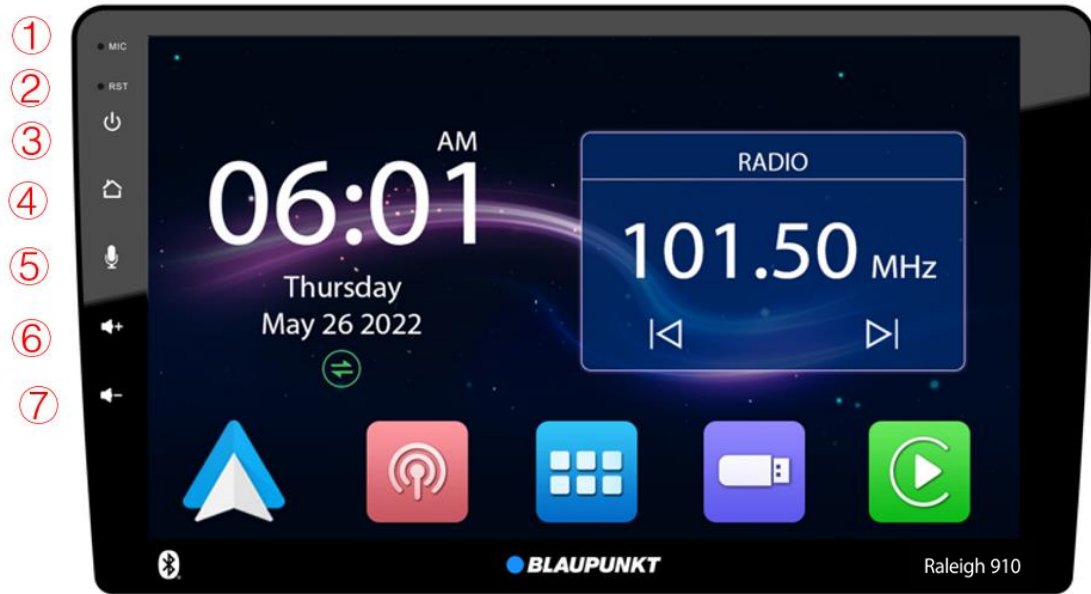 ① MIC
② RST
③
④
⑤
⑥
⑦
AM
06:01
Thursday
May 26 2022
RADIO
101.50 MHz
BLAUPUNKT
Raleigh 910